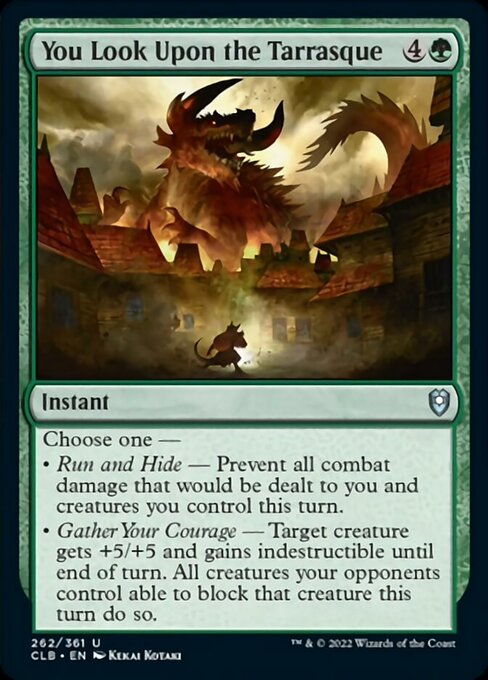 You Look Upon the Tarrasque 4
Instant
Choose one —
• Run and Hide — Prevent all combat
damage that would be dealt to you and
creatures you control this turn.
• Gather Your Courage — Target creature
gets +5/+5 and gains indestructible until
end of turn. All creatures your opponents
control able to block that creature this
turn do so.
262/361 U
CLB • EN Kekai Kotaki
™ & © 2022 Wizards of the Coast